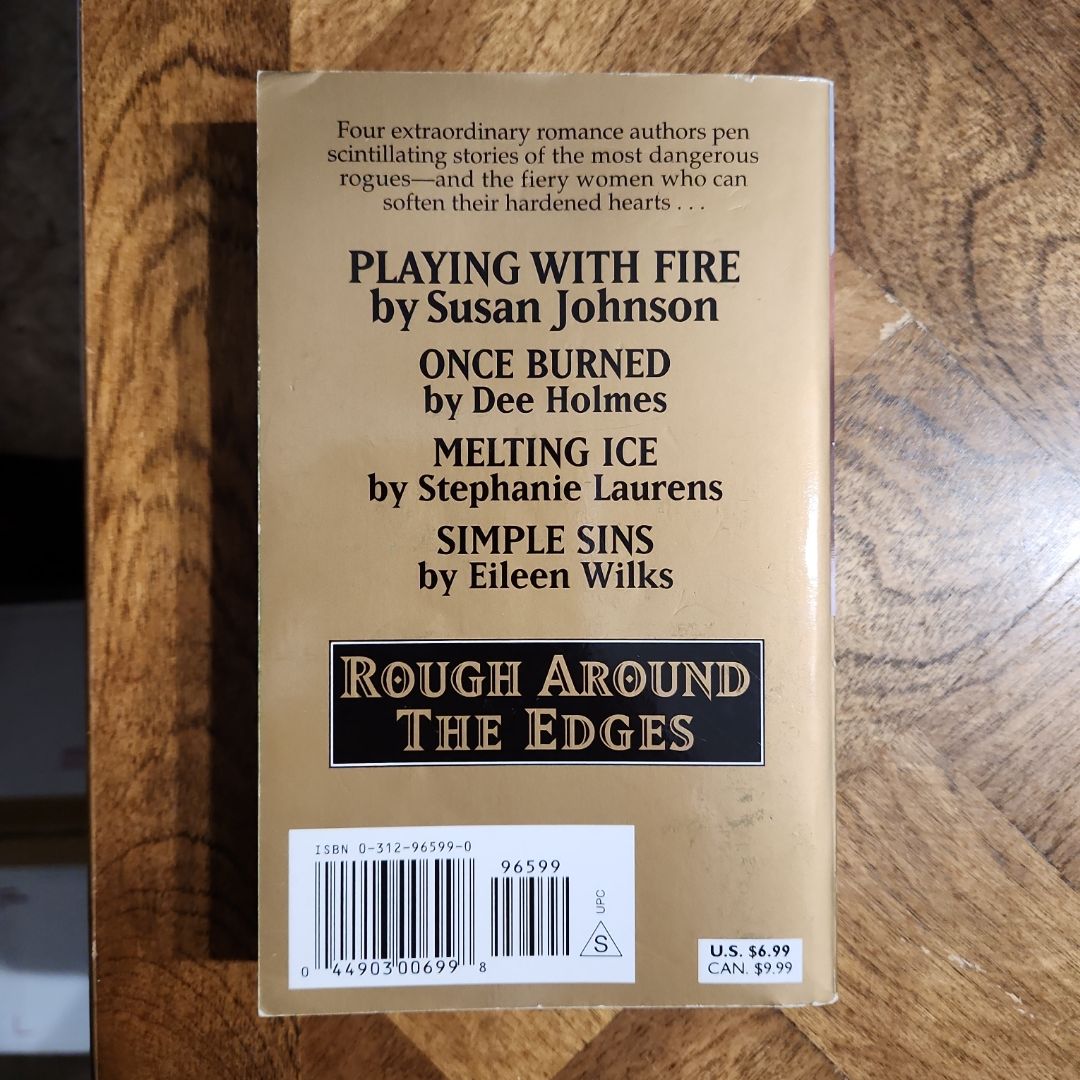 Four extraordinary romance authors pen
scintillating stories of the most dangerous
rogues—and the fiery women who can
soften their hardened hearts . . .
PLAYING WITH FIRE
by Susan Johnson
ONCE BURNED
by Dee Holmes
MELTING ICE
by Stephanie Laurens
SIMPLE SINS
by Eileen Wilks
ROUGH AROUND
THE EDGES
ISBN 0-312-96599-0
96599
UPC
S
0 44903 00699 8
U.S. $6.99
CAN. $9.99